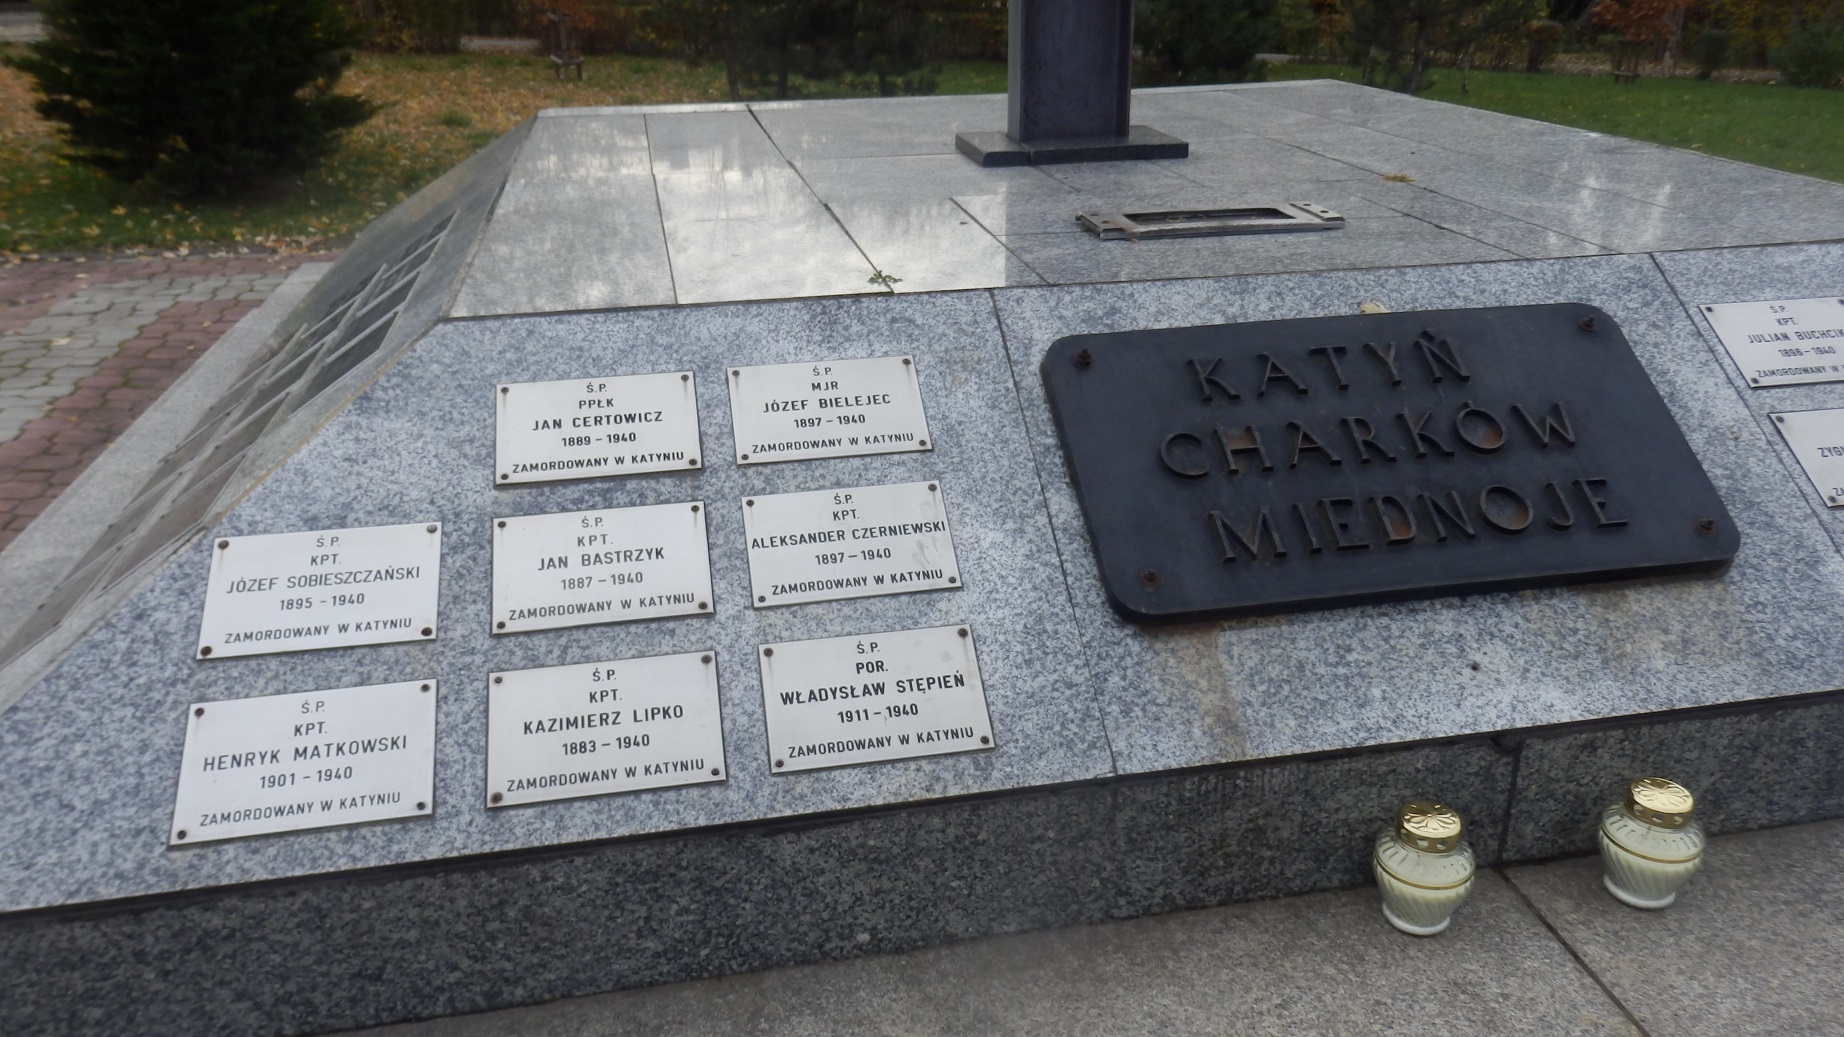 Ś.P.
PPŁK
JAN CERTOWICZ
1889 – 1940
ZAMORDOWANY W KATYNIU
Ś.P.
MJR
JÓZEF BIELEJEC
1897 – 1940
ZAMORDOWANY W KATYNIU
Ś.P.
KPT.
JÓZEF SOBIESZCZAŃSKI
1895 – 1940
ZAMORDOWANY W KATYNIU
Ś.P.
KPT.
JAN BASTRZYK
1887 – 1940
ZAMORDOWANY W KATYNIU
Ś.P.
KPT.
ALEKSANDER CZERNIEWSKI
1897 – 1940
ZAMORDOWANY W KATYNIU
Ś.P.
KPT.
HENRYK MATKOWSKI
1901 – 1940
ZAMORDOWANY W KATYNIU
Ś.P.
KPT.
KAZIMIERZ LIPKO
1883 – 1940
ZAMORDOWANY W KATYNIU
Ś.P.
POR.
WŁADYSŁAW STĘPIEŃ
1911 – 1940
ZAMORDOWANY W KATYNIU
KATYŃ
CHARKÓW
MIEDNOJE
Ś.P.
KPT.
JULIAN
1898 – 1940
ZAMORDOWANY W